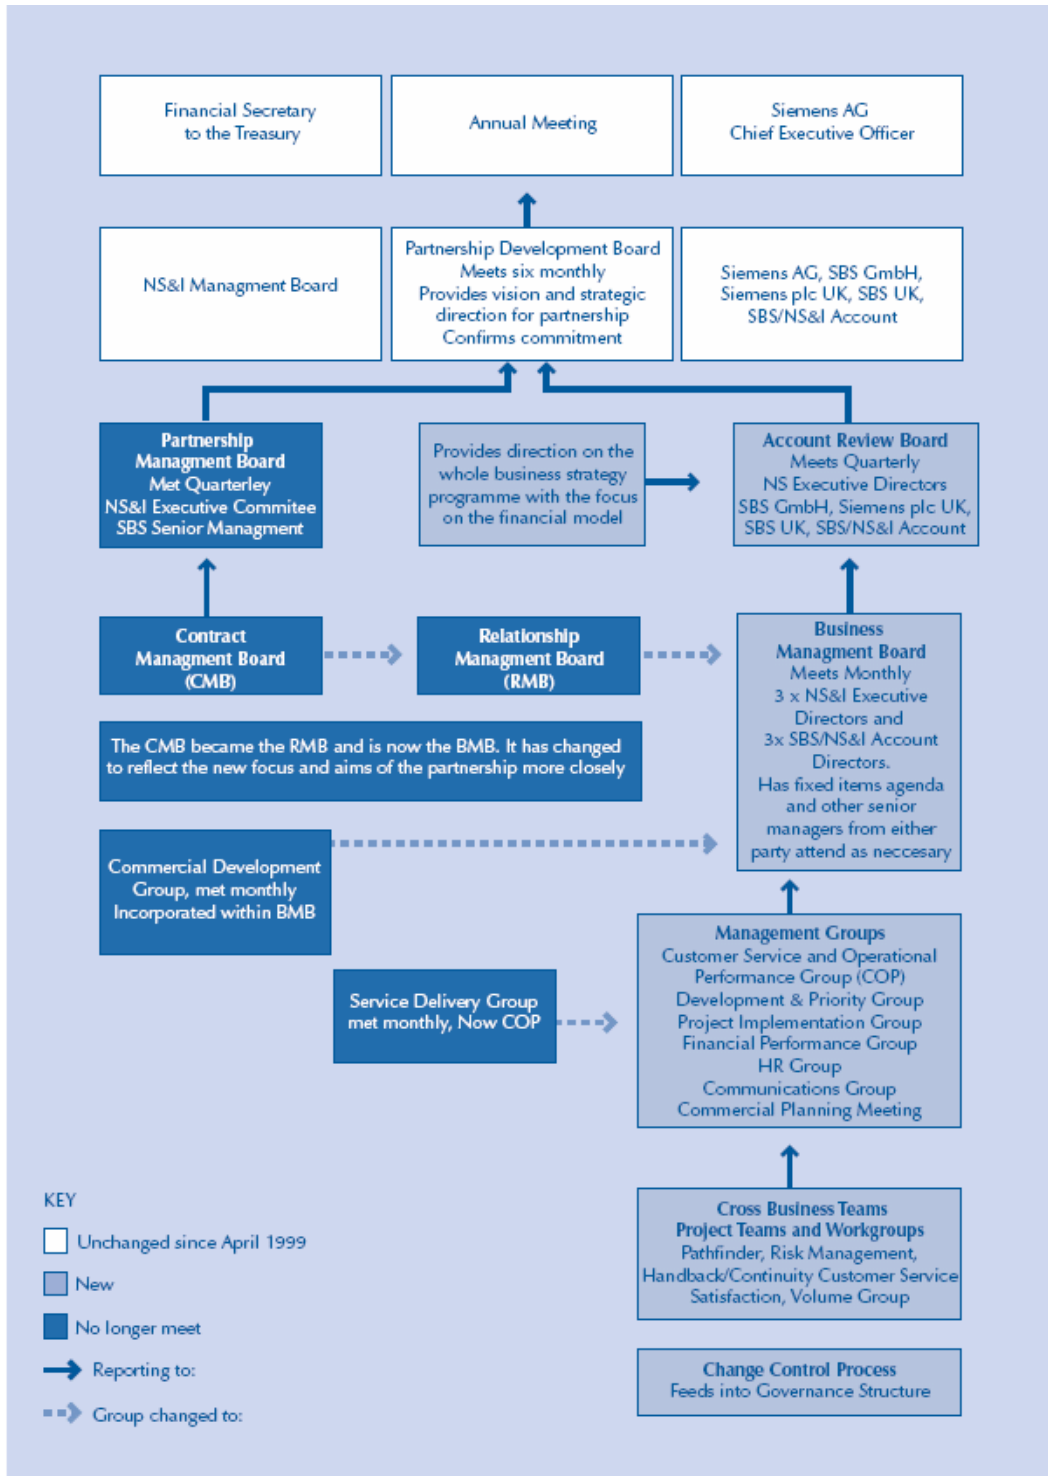 Financial Secretary
to the Treasury
Annual Meeting
Siemens AG
Chief Executive Officer
NS&I Managment Board
Partnership Development Board
Meets six monthly
Provides vision and strategic
direction for partnership
Confirms commitment
Siemens AG, SBS GmbH,
Siemens plc UK, SBS UK,
SBS/NS&I Account
Partnership
Managment Board
Met Quarterley
NS&I Executive Commitee
SBS Senior Managment
Provides direction on the
whole business strategy
programme with the focus
on the financial model
Account Review Board
Meets Quarterly
NS Executive Directors
SBS GmbH, Siemens plc UK,
SBS UK, SBS/NS&I Account
Contract
Managment Board
(CMB)
Relationship
Managment Board
(RMB)
Business
Managment Board
Meets Monthly
3 x NS&I Executive
Directors and
3x SBS/NS&I Account
Directors.
Has fixed items agenda
and other senior
managers from either
party attend as neccesary
The CMB became the RMB and is now the BMB. It has changed
to reflect the new focus and aims of the partnership more closely
Commercial Development
Group, met monthly
Incorporated within BMB
Service Delivery Group
met monthly, Now COP
Management Groups
Customer Service and Operational
Performance Group (COP)
Development & Priority Group
Project Implementation Group
Financial Performance Group
HR Group
Communications Group
Commercial Planning Meeting
Cross Business Teams
Project Teams and Workgroups
Pathfinder, Risk Management,
Handback/Continuity Customer Service
Satisfaction, Volume Group
Change Control Process
Feeds into Governance Structure
KEY
Unchanged since April 1999
New
No longer meet
Reporting to:
Group changed to: